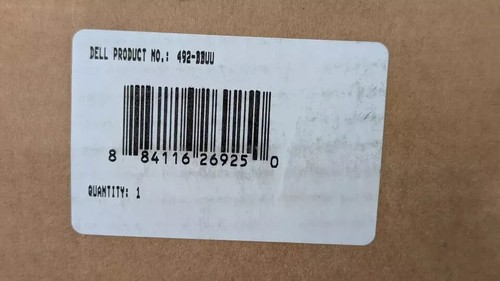 DELL PRODUCT NO.: 492-BBUU
8 84116 26925 0
QUANTITY: 1